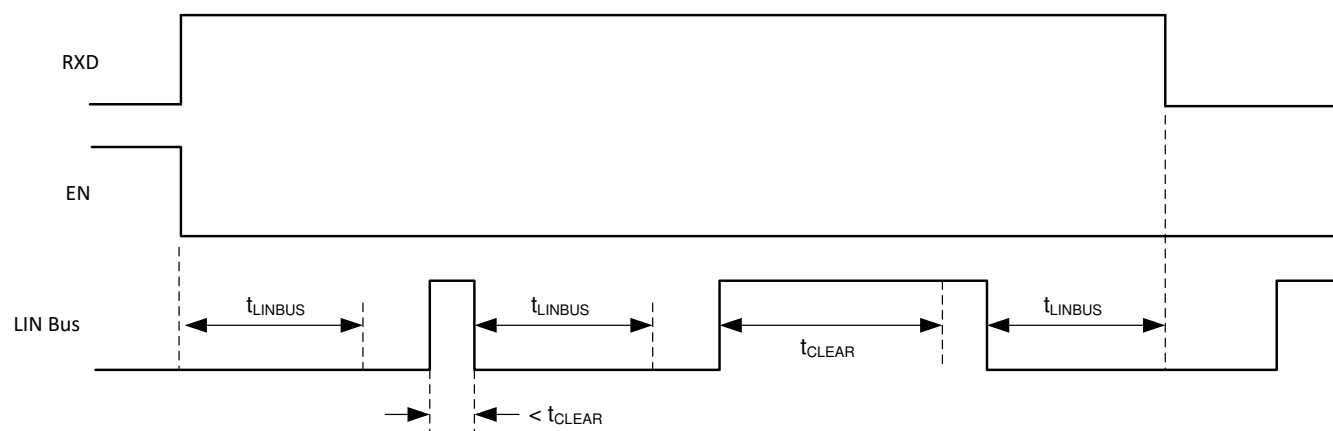 RXD
EN
LIN Bus
tLINBUS
tLINBUS
tCLEAR
tLINBUS
< tCLEAR